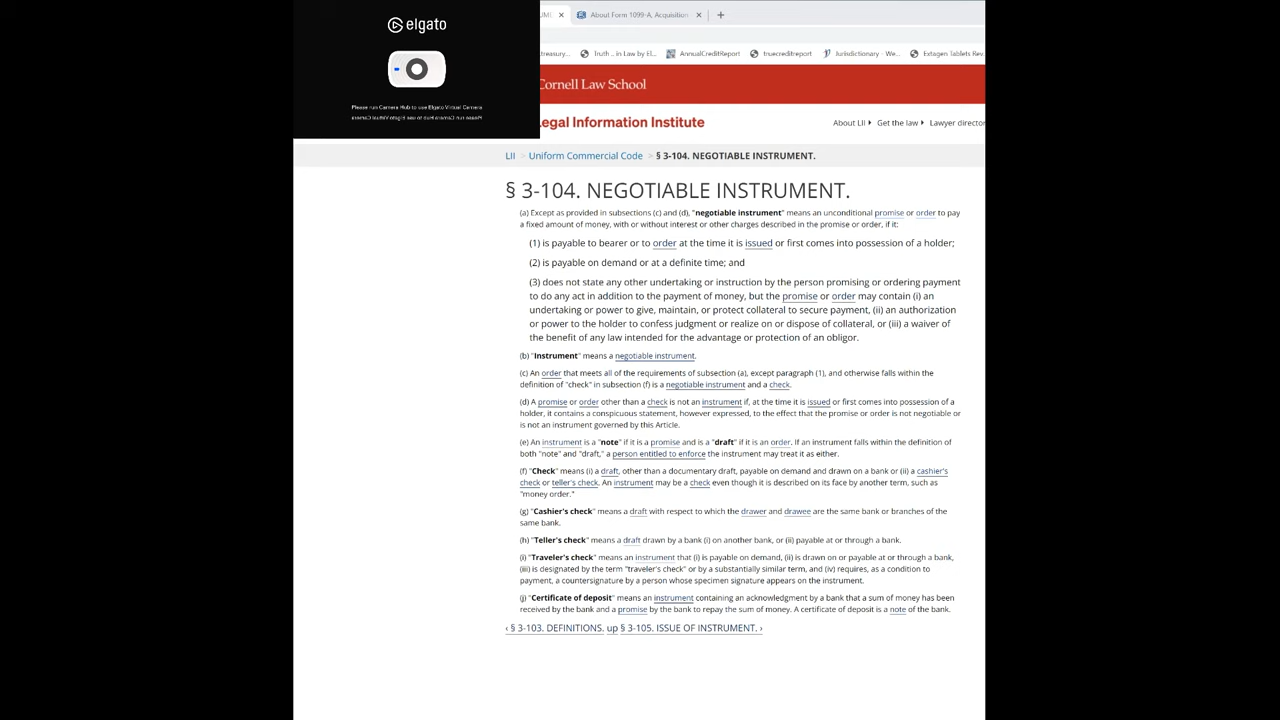 elgato
Please run Camera Hub to use Elgato Virtual Camera
About Form 1099-A, Acquisition
treasury... Truth .. in Law by El... AnnualCreditReport truecreditreport Jurisdictionary - We... Extagen Tablets Rev
Cornell Law School
egal Information Institute
About LII Get the law Lawyer director
LII > Uniform Commercial Code > § 3-104. NEGOTIABLE INSTRUMENT.
§ 3-104. NEGOTIABLE INSTRUMENT.
(a) Except as provided in subsections (c) and (d), "negotiable instrument" means an unconditional promise or order to pay
a fixed amount of money, with or without interest or other charges described in the promise or order, if it:
(1) is payable to bearer or to order at the time it is issued or first comes into possession of a holder;
(2) is payable on demand or at a definite time; and
(3) does not state any other undertaking or instruction by the person promising or ordering payment
to do any act in addition to the payment of money, but the promise or order may contain (i) an
undertaking or power to give, maintain, or protect collateral to secure payment, (ii) an authorization
or power to the holder to confess judgment or realize on or dispose of collateral, or (iii) a waiver of
the benefit of any law intended for the advantage or protection of an obligor.
(b) "Instrument" means a negotiable instrument.
(c) An order that meets all of the requirements of subsection (a), except paragraph (1), and otherwise falls within the
definition of "check" in subsection (f) is a negotiable instrument and a check.
(d) A promise or order other than a check is not an instrument if, at the time it is issued or first comes into possession of a
holder, it contains a conspicuous statement, however expressed, to the effect that the promise or order is not negotiable or
is not an instrument governed by this Article.
(e) An instrument is a "note" if it is a promise and is a "draft" if it is an order. If an instrument falls within the definition of
both "note" and "draft," a person entitled to enforce the instrument may treat it as either.
(f) "Check" means (i) a draft, other than a documentary draft, payable on demand and drawn on a bank or (ii) a cashier's
check or teller's check. An instrument may be a check even though it is described on its face by another term, such as
"money order."
(g) "Cashier's check" means a draft with respect to which the drawer and drawee are the same bank or branches of the
same bank.
(h) "Teller's check" means a draft drawn by a bank (i) on another bank, or (ii) payable at or through a bank.
(i) "Traveler's check" means an instrument that (i) is payable on demand, (ii) is drawn on or payable at or through a bank,
(iii) is designated by the term "traveler's check" or by a substantially similar term, and (iv) requires, as a condition to
payment, a countersignature by a person whose specimen signature appears on the instrument.
(j) "Certificate of deposit" means an instrument containing an acknowledgment by a bank that a sum of money has been
received by the bank and a promise by the bank to repay the sum of money. A certificate of deposit is a note of the bank.
‹ § 3-103. DEFINITIONS. up § 3-105. ISSUE OF INSTRUMENT. ›